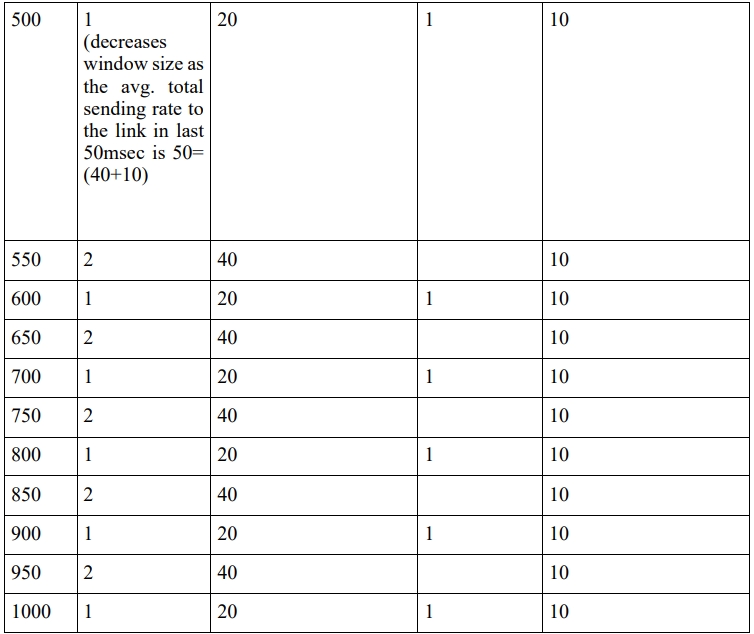 500 1 20 1 10
(decreases
window size as
the avg. total
sending rate to
the link in last
50msec is 50=
(40+10)
550 2 40 10
600 1 20 1 10
650 2 40 10
700 1 20 1 10
750 2 40 10
800 1 20 1 10
850 2 40 10
900 1 20 1 10
950 2 40 10
1000 1 20 1 10